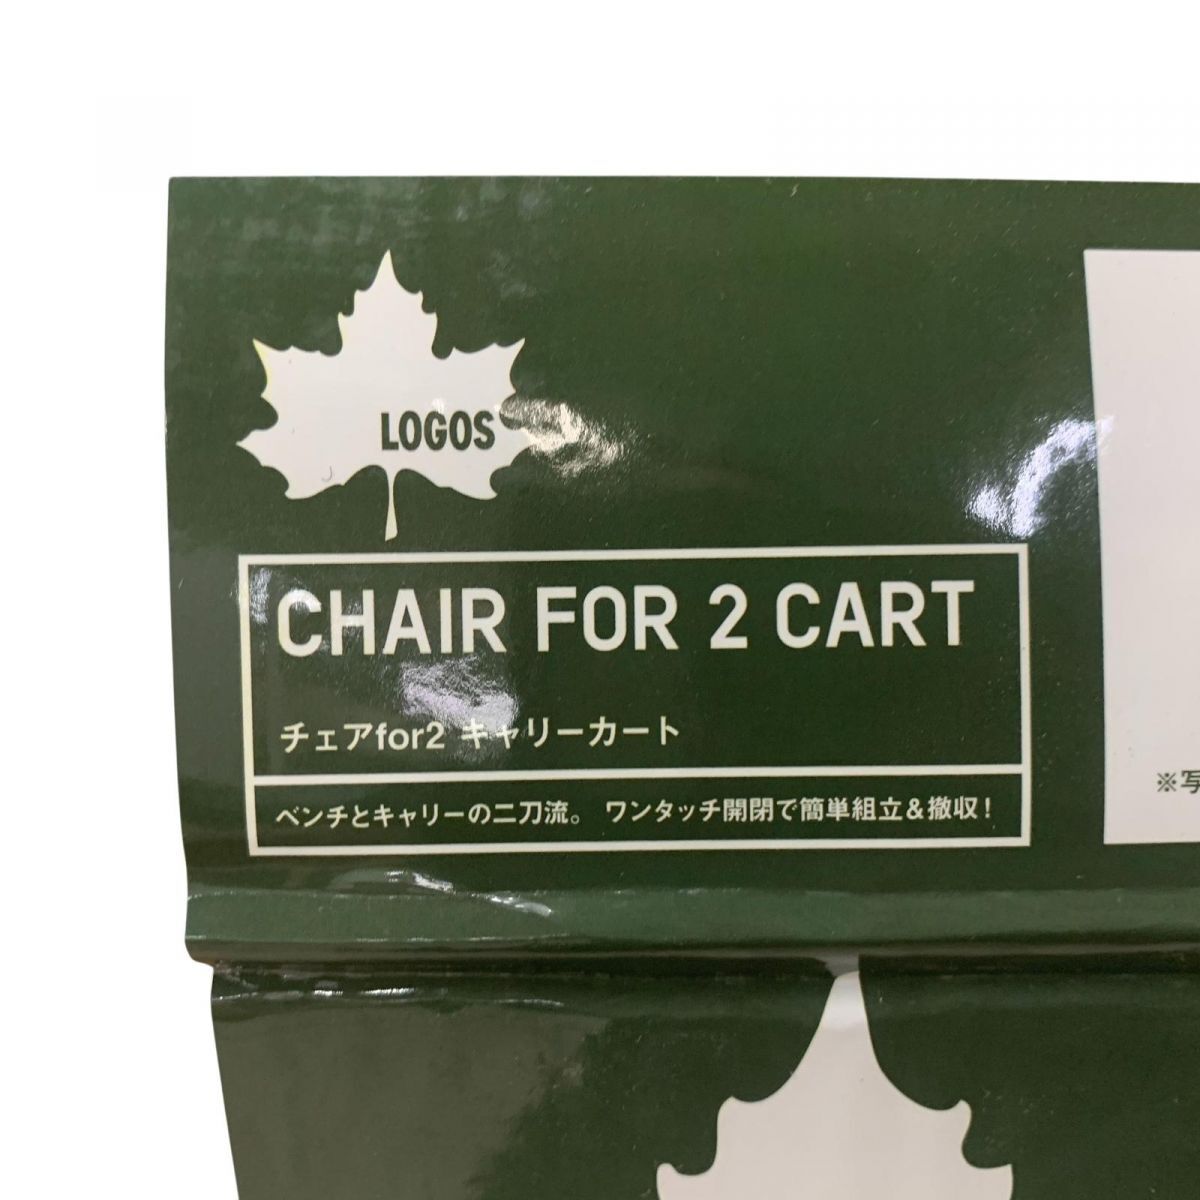 LOGOS
CHAIR FOR 2 CART
チェアfor2 キャリーカート
ベンチとキャリーの二刀流。 ワンタッチ開閉で簡単組立&撤収!
※写